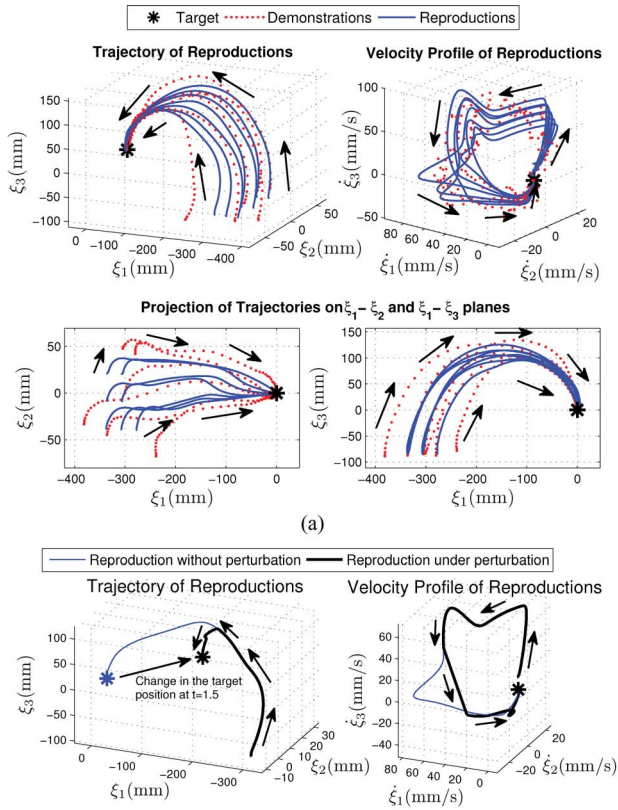 Target Demonstrations Reproductions
Trajectory of Reproductions
Velocity Profile of Reproductions
150
100
50
0
-50
-100
ξ3(mm)
0
-100
-200
-300
-400
ξ1(mm)
-50
0
50
ξ2(mm)
100
50
0
-50
ξ̇3(mm/s)
80
60
40
20
0
ξ̇1(mm/s)
-20
0
20
ξ̇2(mm/s)
Projection of Trajectories on ξ1− ξ2 and ξ1− ξ3 planes
50
0
-50
ξ2(mm)
-400
-300
-200
-100
0
ξ1(mm)
150
100
50
0
-50
-100
ξ3(mm)
-400
-300
-200
-100
0
ξ1(mm)
(a)
Reproduction without perturbation Reproduction under perturbation
Trajectory of Reproductions
Velocity Profile of Reproductions
100
50
0
-50
-100
ξ3(mm)
Change in the target
position at t=1.5
0
-100
-200
-300
ξ1(mm)
-10
0
10
20
30
ξ2(mm)
60
40
20
0
-20
-40
ξ̇3(mm/s)
80
60
40
20
0
ξ̇1(mm/s)
-20
0
20
ξ̇2(mm/s)